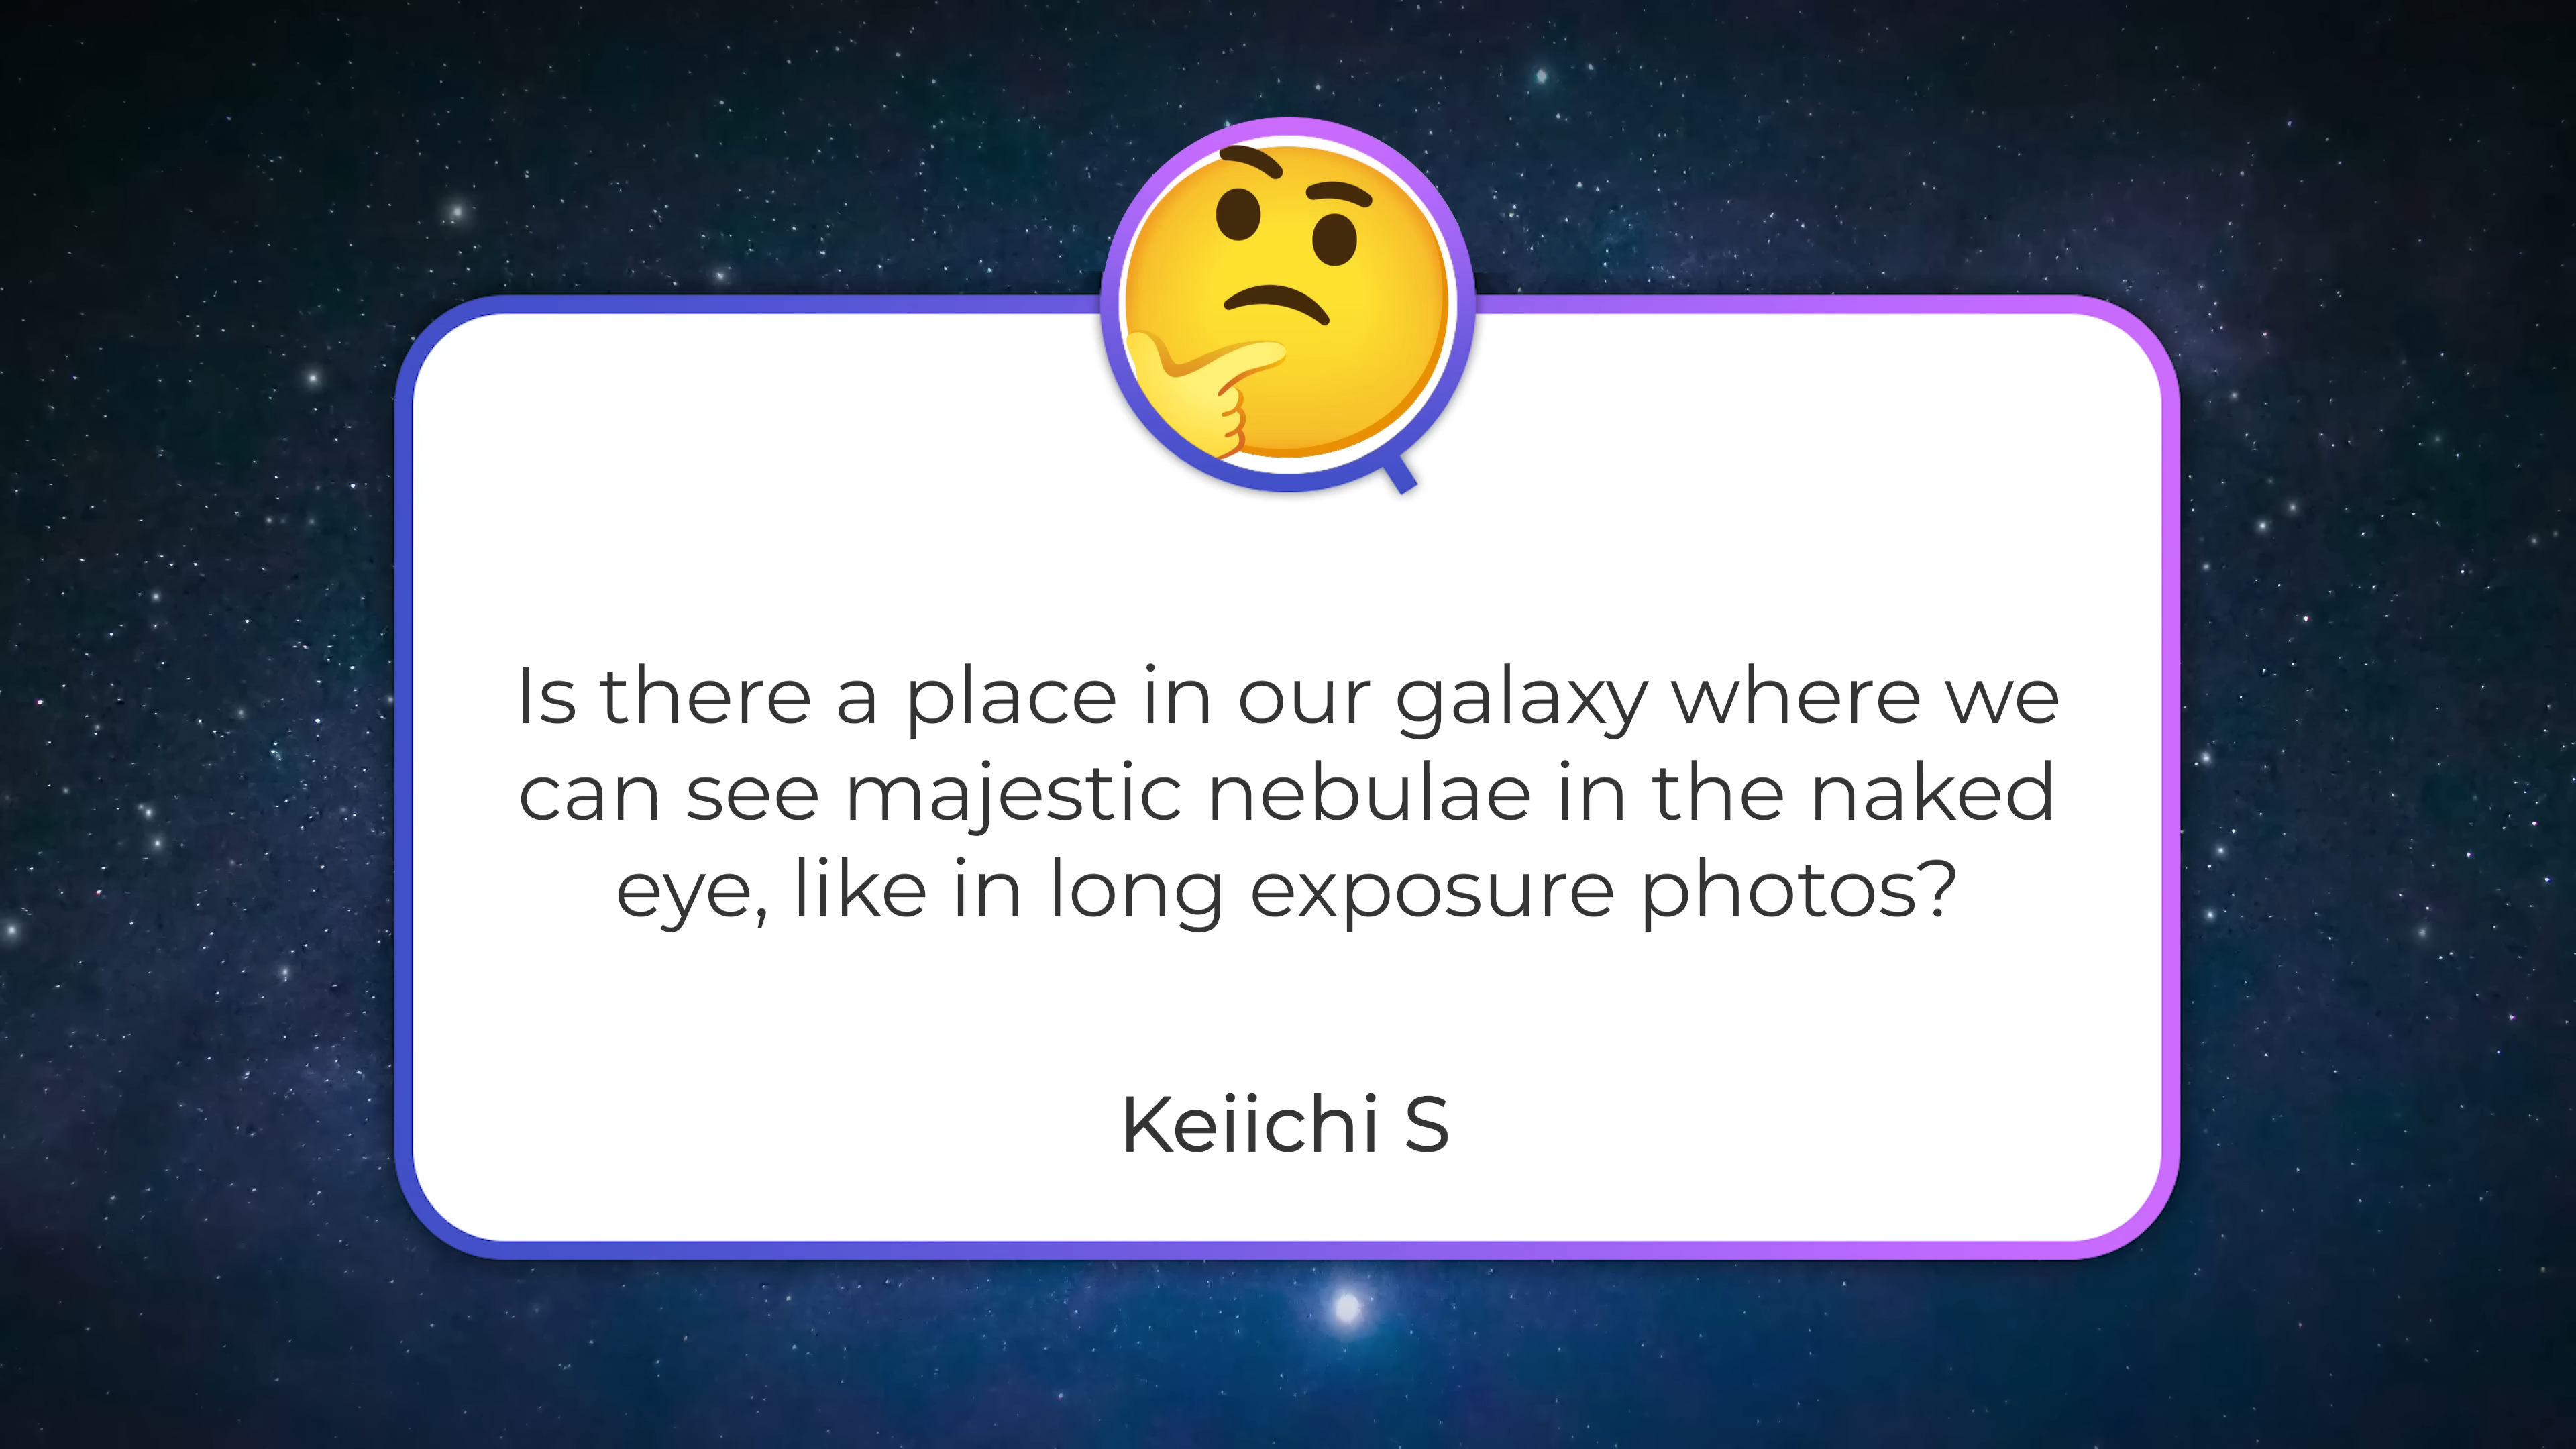 Is there a place in our galaxy where we
can see majestic nebulae in the naked
eye, like in long exposure photos?
Keiichi S